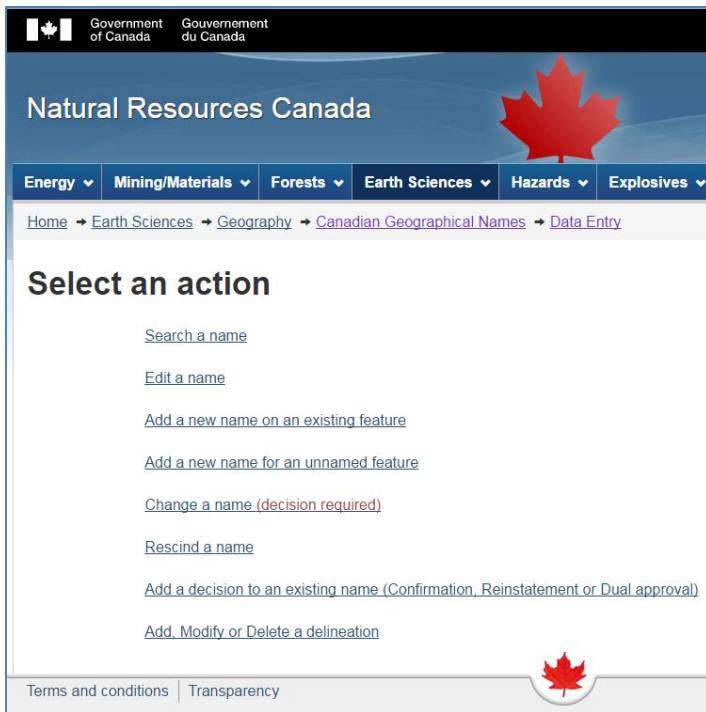 Government of Canada
Gouvernement du Canada
Natural Resources Canada
Energy Mining/Materials Forests Earth Sciences Hazards Explosives
Home → Earth Sciences → Geography → Canadian Geographical Names → Data Entry
Select an action
Search a name
Edit a name
Add a new name on an existing feature
Add a new name for an unnamed feature
Change a name (decision required)
Rescind a name
Add a decision to an existing name (Confirmation, Reinstatement or Dual approval)
Add, Modify or Delete a delineation
Terms and conditions Transparency